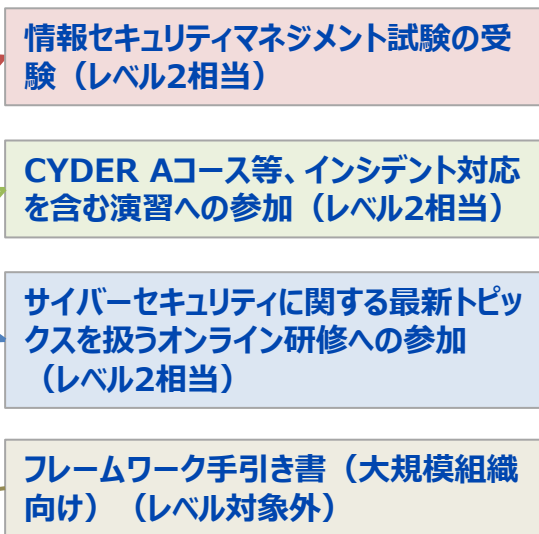 情報セキュリティマネジメント試験の受
験（レベル2相当）
CYDER Aコース等、インシデント対応
を含む演習への参加（レベル2相当）
サイバーセキュリティに関する最新トピッ
クスを扱うオンライン研修への参加
（レベル2相当）
フレームワーク手引き書（大規模組織
向け）（レベル対象外）